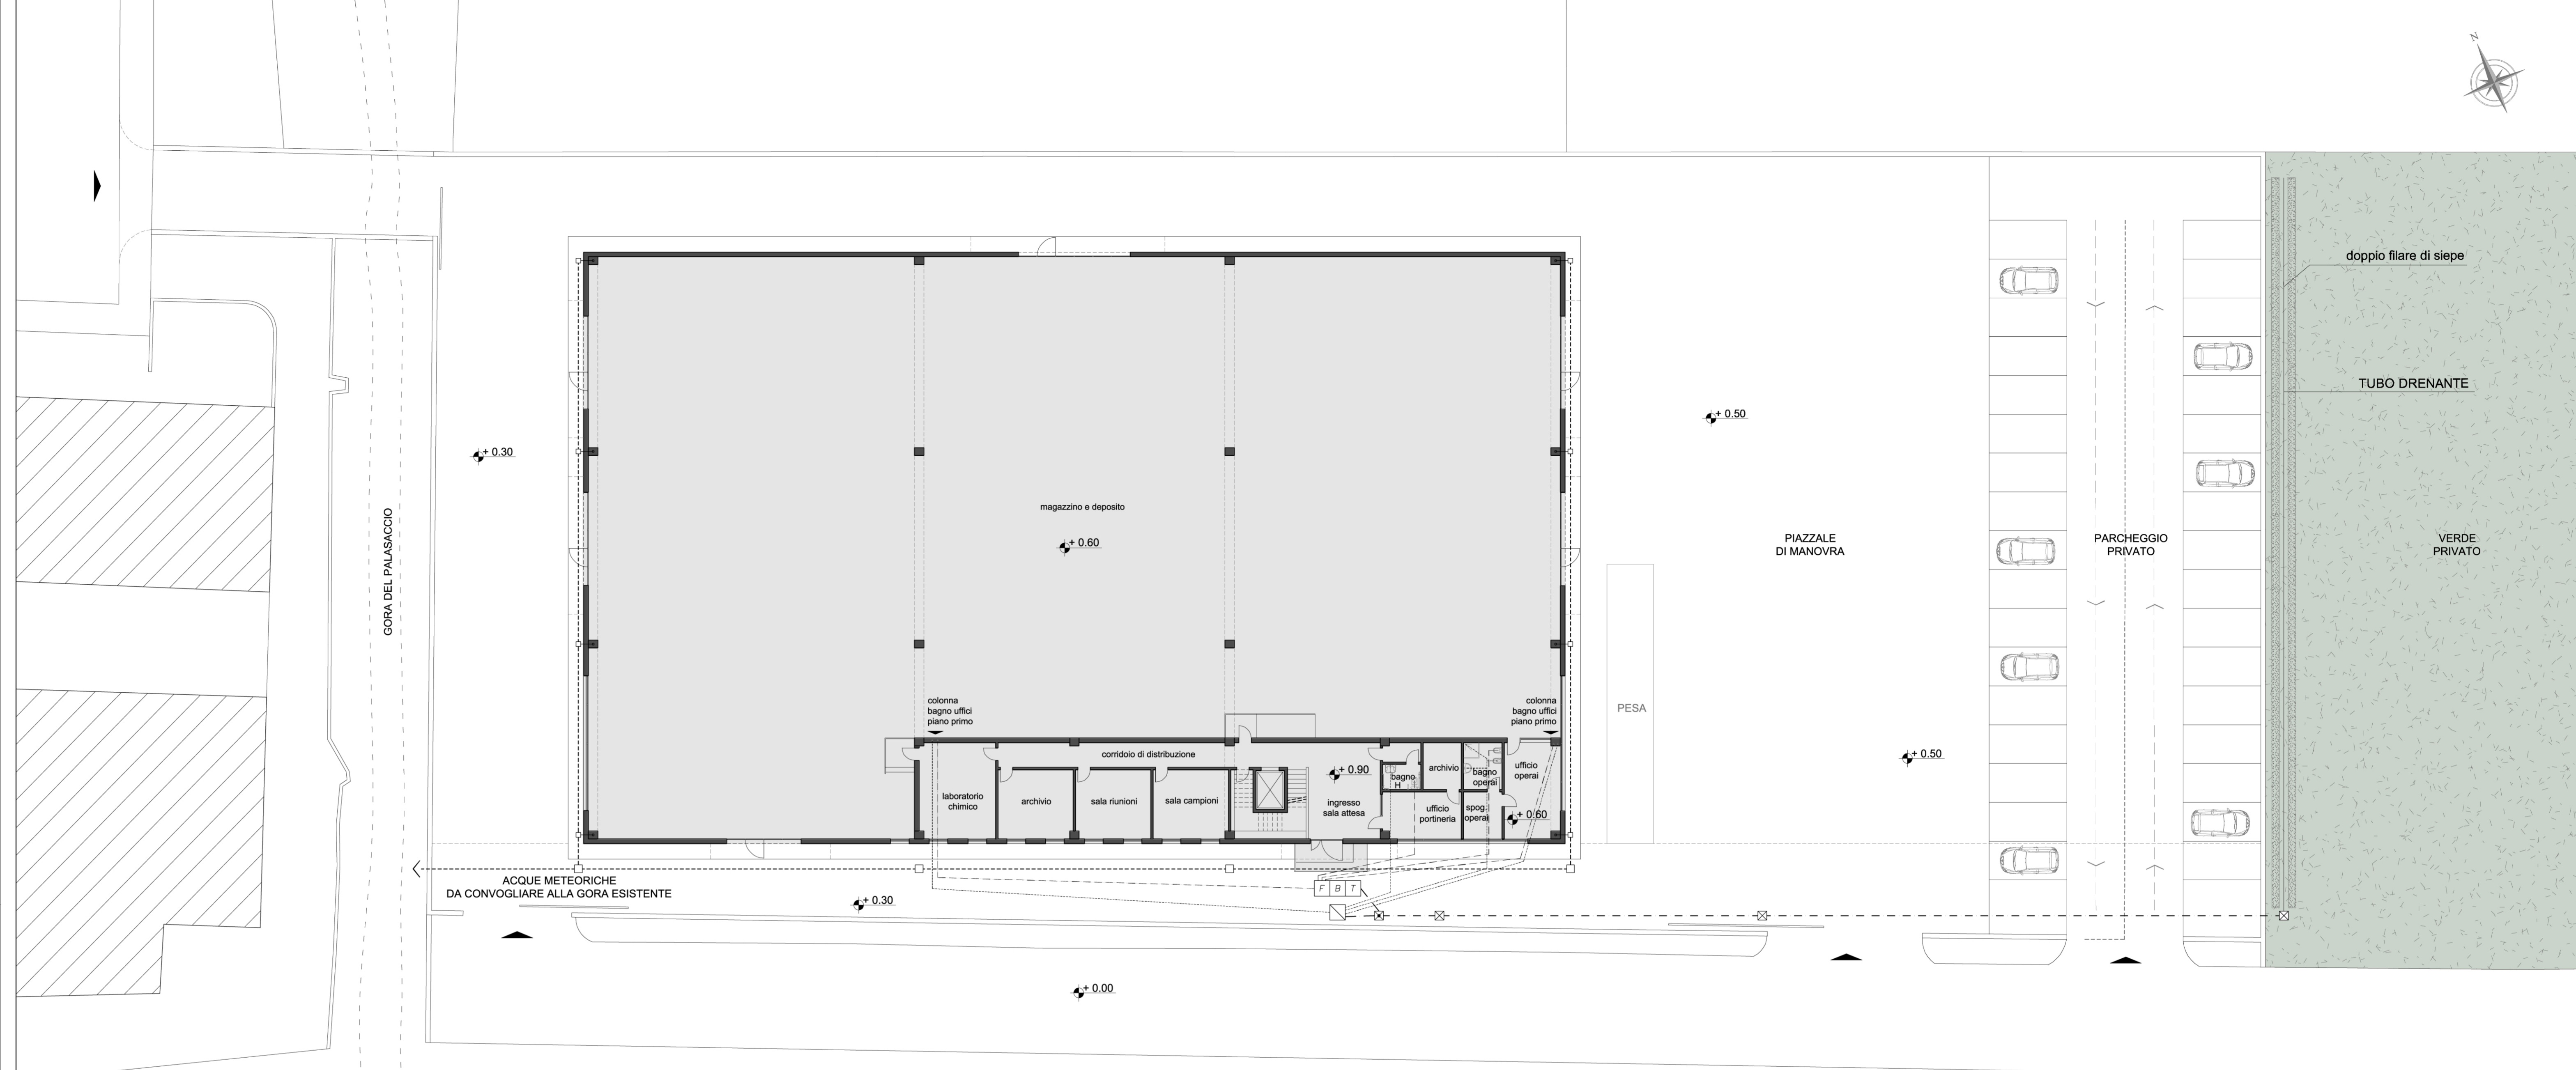 N
doppio filare di siepe
TUBO DRENANTE
+ 0.50
+ 0.30
magazzino e deposito
+ 0.60
GORA DEL PALASACCIO
PIAZZALE
DI MANOVRA
PARCHEGGIO
PRIVATO
VERDE
PRIVATO
colonna
bagno uffici
piano primo
colonna
bagno uffici
piano primo
PESA
+ 0.50
corridoio di distribuzione
+ 0.90
laboratorio
chimico
archivio
sala riunioni
sala campioni
ingresso
sala attesa
bagno
H
archivio
bagno
operai
ufficio
operai
ufficio
portineria
spog.
operai
+ 0.60
ACQUE METEORICHE
DA CONVOGLIARE ALLA GORA ESISTENTE
F B T
+ 0.30
+ 0.00